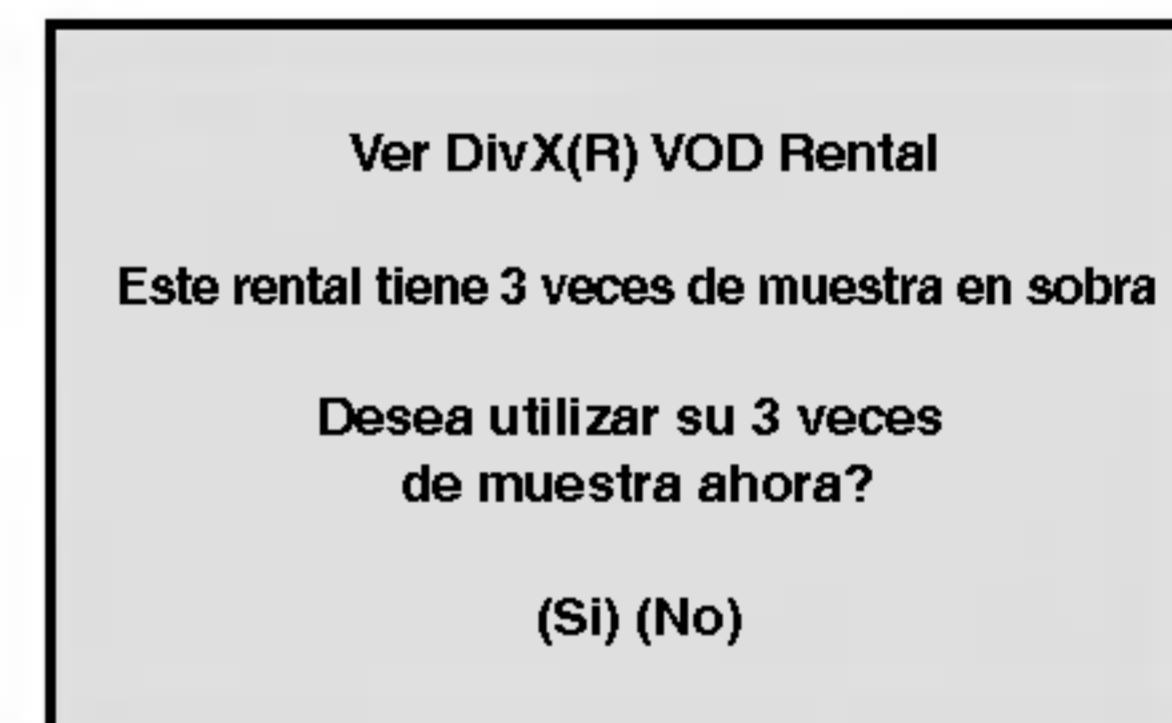 Ver DivX(R) VOD Rental
Este rental tiene 3 veces de muestra en sobra
Desea utilizar su 3 veces
de muestra ahora?
(Si) (No)